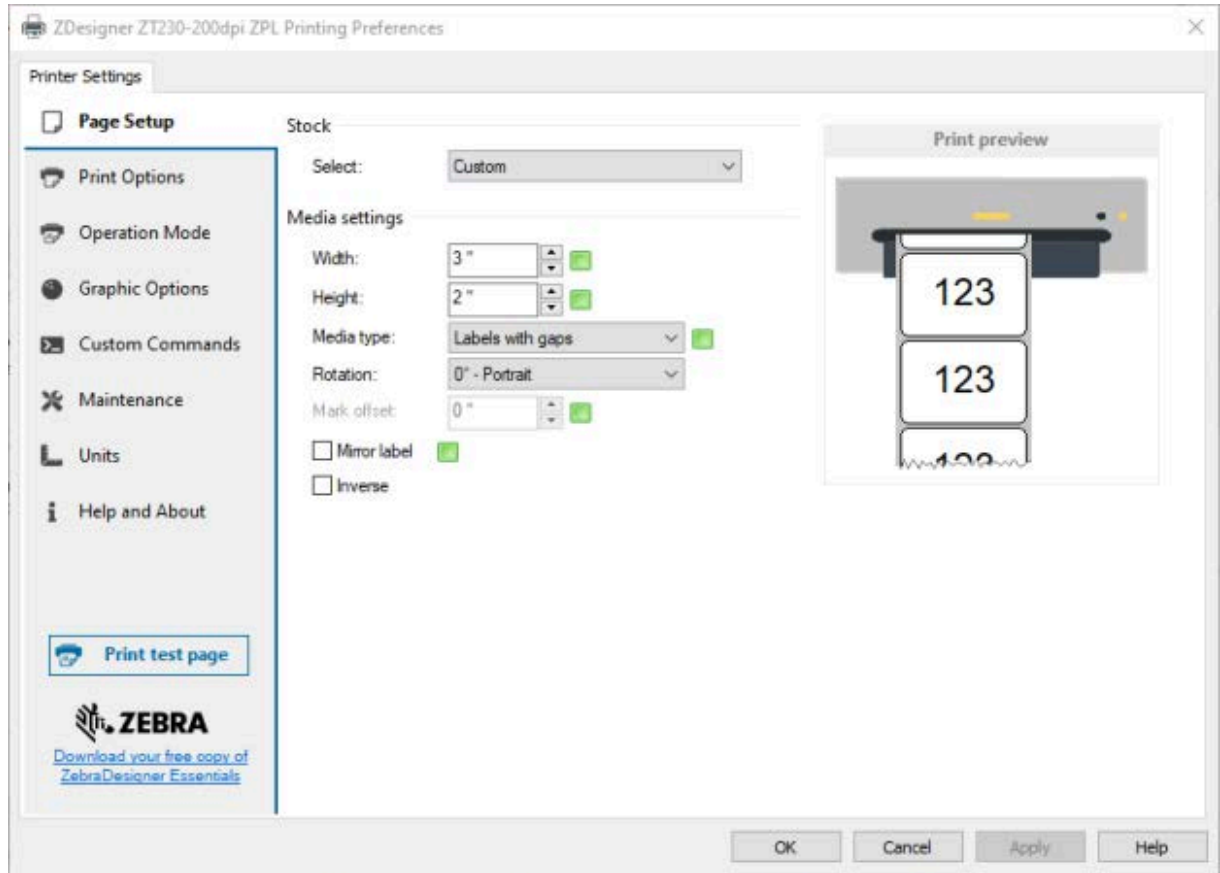 ZDesigner ZT230-200dpi ZPL Printing Preferences
Printer Settings
Page Setup
Print Options
Operation Mode
Graphic Options
Custom Commands
Maintenance
Units
Help and About
Print test page
ZEBRA
Download your free copy of
ZebraDesigner Essentials
Stock
Select: Custom
Media settings
Width: 3 "
Height: 2 "
Media type: Labels with gaps
Rotation: 0° - Portrait
Mark offset: 0 "
Mirror label
Inverse
Print preview
123
123
123
OK Cancel Apply Help